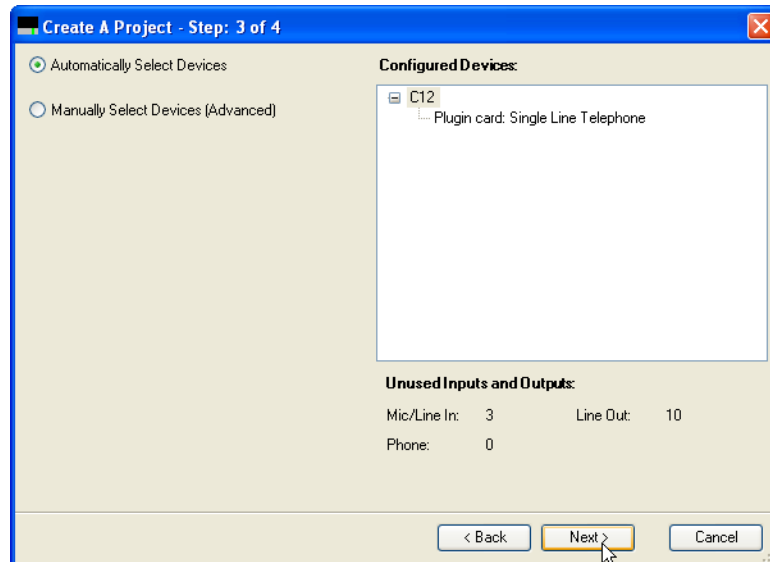 Create A Project - Step: 3 of 4
Automatically Select Devices
Manually Select Devices (Advanced)
Configured Devices:
C12
Plugin card: Single Line Telephone
Unused Inputs and Outputs:
Mic/Line In: 3 Line Out: 10
Phone: 0
< Back Next > Cancel